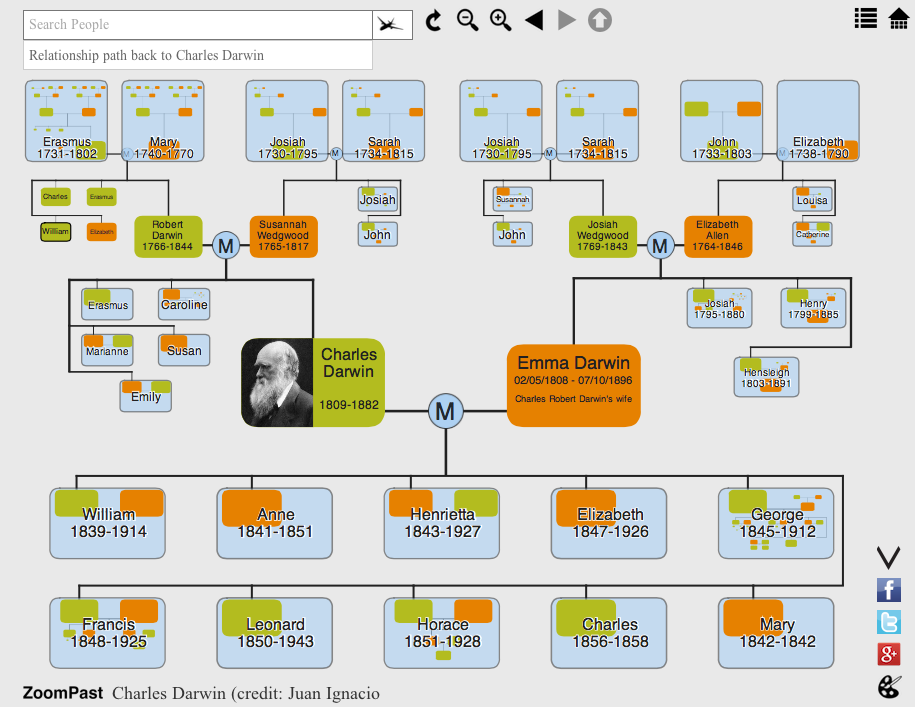 Search People
Relationship path back to Charles Darwin
Erasmus
1731-1802
Mary
1740-1770
Josiah
1730-1795
Sarah
1734-1815
Josiah
1730-1795
Sarah
1734-1815
John
1733-1803
Elizabeth
1738-1790
M
M
M
M
Charles
Erasmus
William
Elizabeth
Robert
Darwin
1766-1844
M
Susannah
Wedgwood
1765-1817
Josiah
John
Susannah
John
Josiah
Wedgwood
1769-1843
M
Elizabeth
Allen
1764-1846
Louisa
Catherine
Erasmus
Caroline
Marianne
Susan
Emily
Josiah
1795-1880
Henry
1799-1885
Hensleigh
1803-1891
Charles
Darwin
1809-1882
M
Emma Darwin
02/05/1808 - 07/10/1896
Charles Robert Darwin's wife
William
1839-1914
Anne
1841-1851
Henrietta
1843-1927
Elizabeth
1847-1926
George
1845-1912
Francis
1848-1925
Leonard
1850-1943
Horace
1851-1928
Charles
1856-1858
Mary
1842-1842
f
t
g+
ZoomPast Charles Darwin (credit: Juan Ignacio